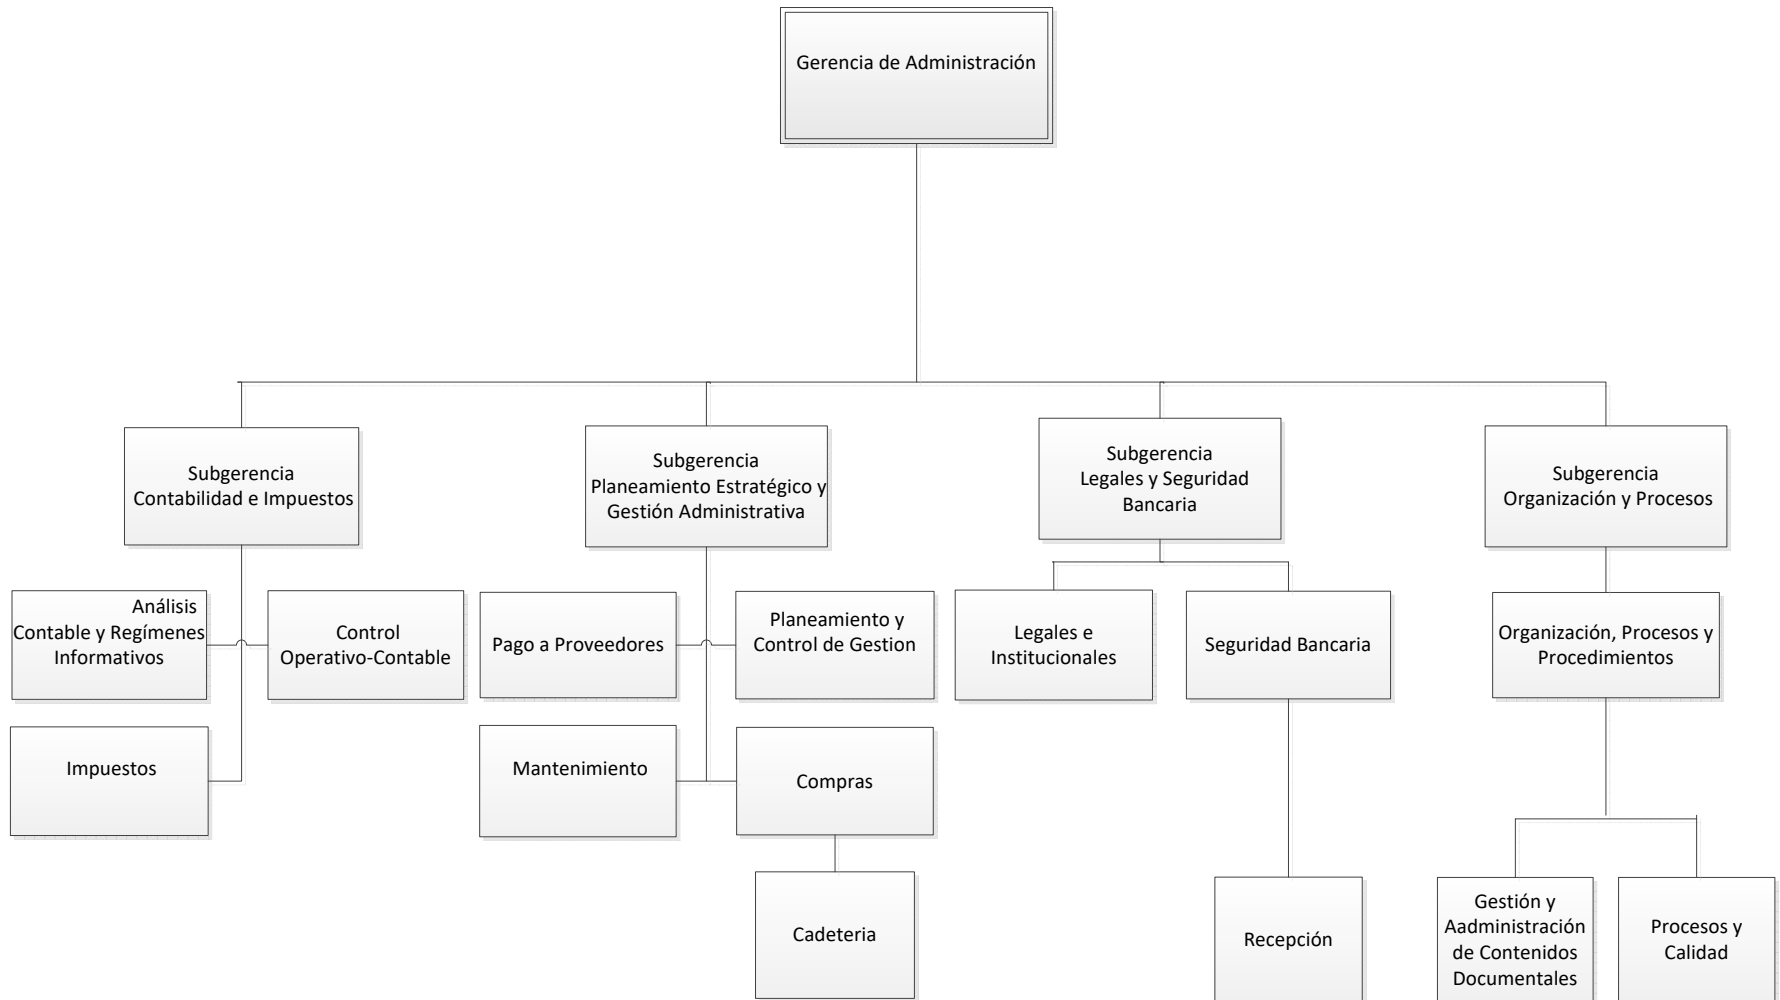 Gerencia de Administración
Subgerencia
Contabilidad e Impuestos
Subgerencia
Planeamiento Estratégico y
Gestión Administrativa
Subgerencia
Legales y Seguridad
Bancaria
Subgerencia
Organización y Procesos
Análisis
Contable y Regímenes
Informativos
Control
Operativo-Contable
Pago a Proveedores
Planeamiento y
Control de Gestion
Legales e
Institucionales
Seguridad Bancaria
Organización, Procesos y
Procedimientos
Impuestos
Mantenimiento
Compras
Cadeteria
Recepción
Gestión y
Aadministración
de Contenidos
Documentales
Procesos y
Calidad